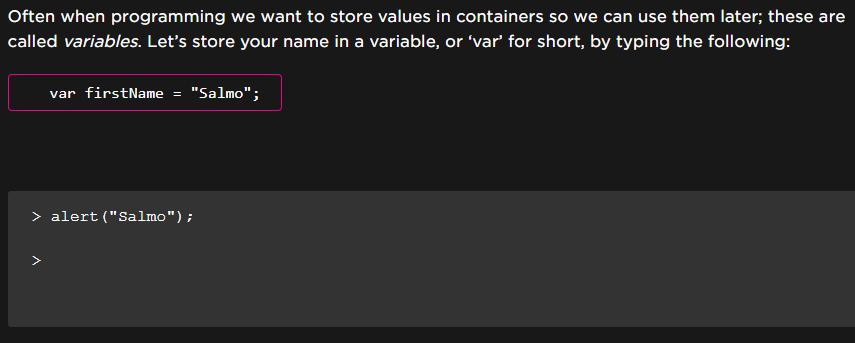 Often when programming we want to store values in containers so we can use them later; these are
called variables. Let’s store your name in a variable, or ‘var’ for short, by typing the following:
var firstName = "Salmo";
> alert("Salmo");
>